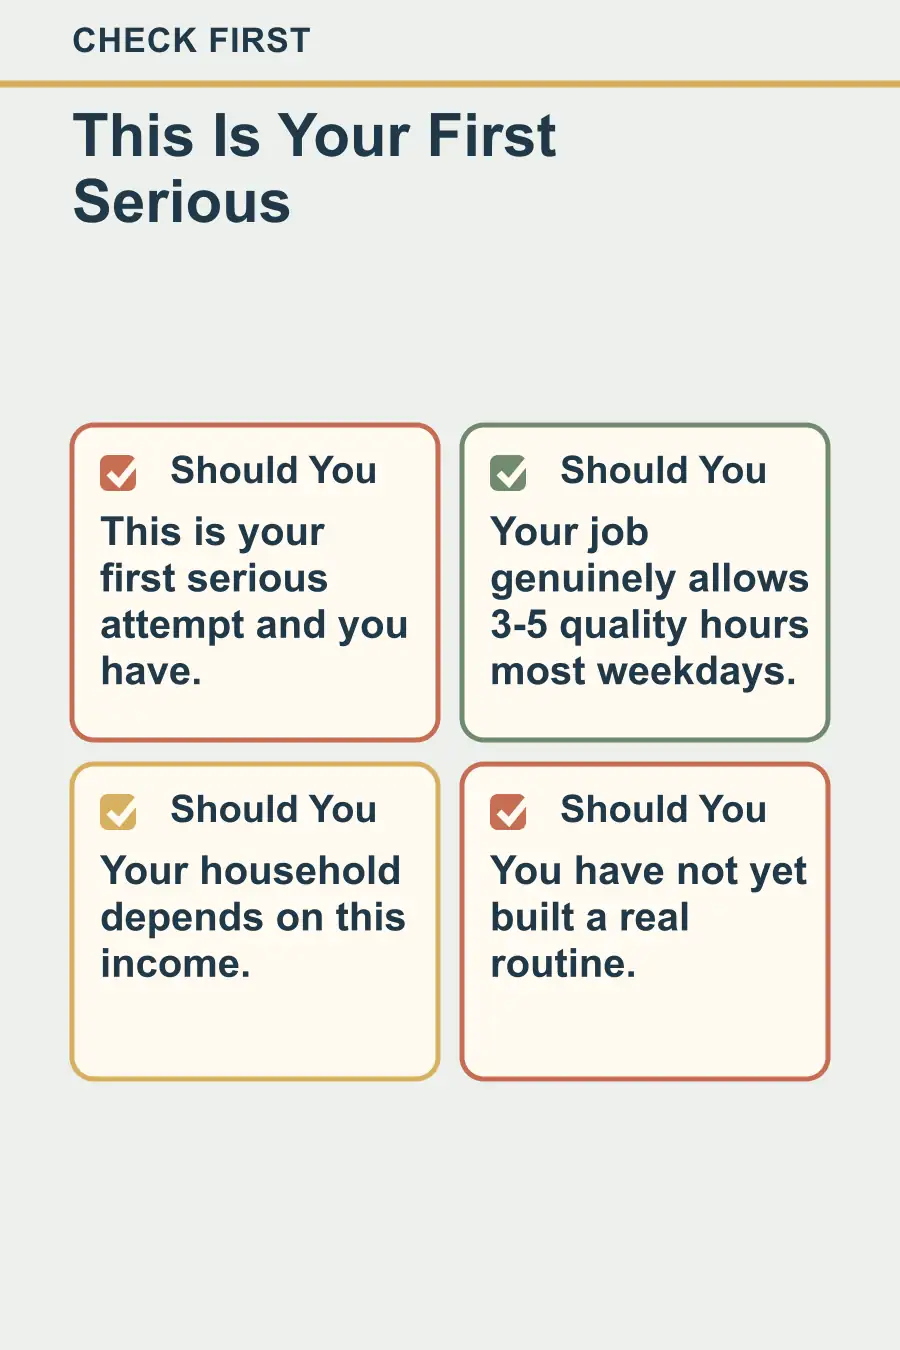 CHECK FIRST
This Is Your First
Serious
Should You
This is your
first serious
attempt and you
have.
Should You
Your job
genuinely allows
3-5 quality hours
most weekdays.
Should You
Your household
depends on this
income.
Should You
You have not yet
built a real
routine.